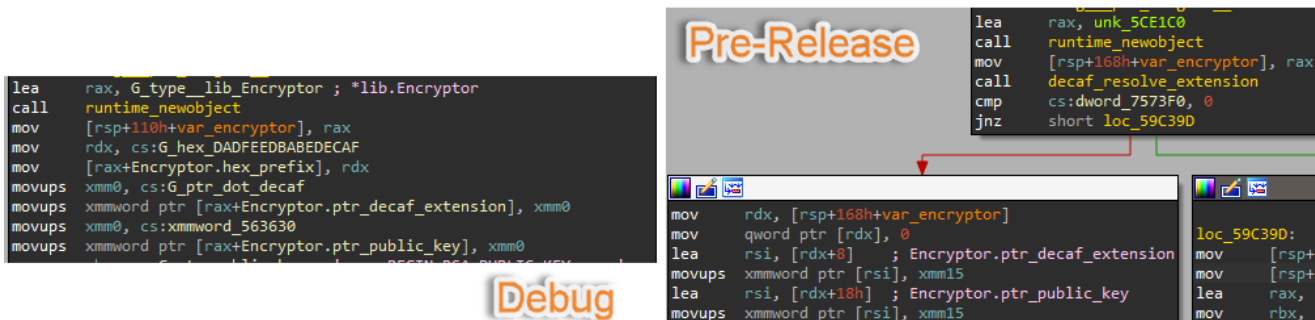 lea rax, G_type__lib_Encryptor ; *lib.Encryptor
call runtime_newobject
mov [rsp+110h+var_encryptor], rax
mov rdx, cs:G_hex_DADFEEDBABEDECAF
mov [rax+Encryptor.hex_prefix], rdx
movups xmm0, cs:G_ptr_dot_decaf
movups xmmword ptr [rax+Encryptor.ptr_decaf_extension], xmm0
movups xmm0, cs:xmmword_563630
movups xmmword ptr [rax+Encryptor.ptr_public_key], xmm0
Debug
Pre-Release
lea rax, unk_5CE1C0
call runtime_newobject
mov [rsp+168h+var_encryptor], rax
call decaf_resolve_extension
cmp cs:dword_7573F0, 0
jnz short loc_59C39D
mov rdx, [rsp+168h+var_encryptor]
mov qword ptr [rdx], 0
lea rsi, [rdx+8] ; Encryptor.ptr_decaf_extension
movups xmmword ptr [rsi], xmm15
lea rsi, [rdx+18h] ; Encryptor.ptr_public_key
movups xmmword ptr [rsi], xmm15
loc_59C39D:
mov [rsp+
mov [rsp+
lea rax,
mov rbx,